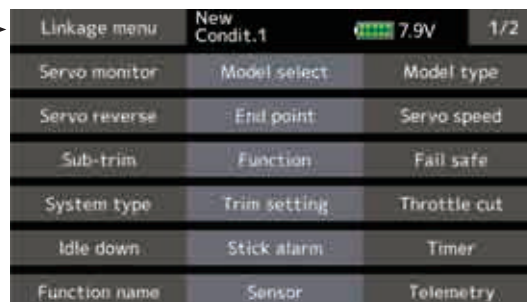 Linkage menu New Condit.1 7.9V 1/2
Servo monitor Model select Model type
Servo reverse End point Servo speed
Sub-trim Function Fail safe
System type Trim setting Throttle cut
Idle down Stick alarm Timer
Function name Sensor Telemetry